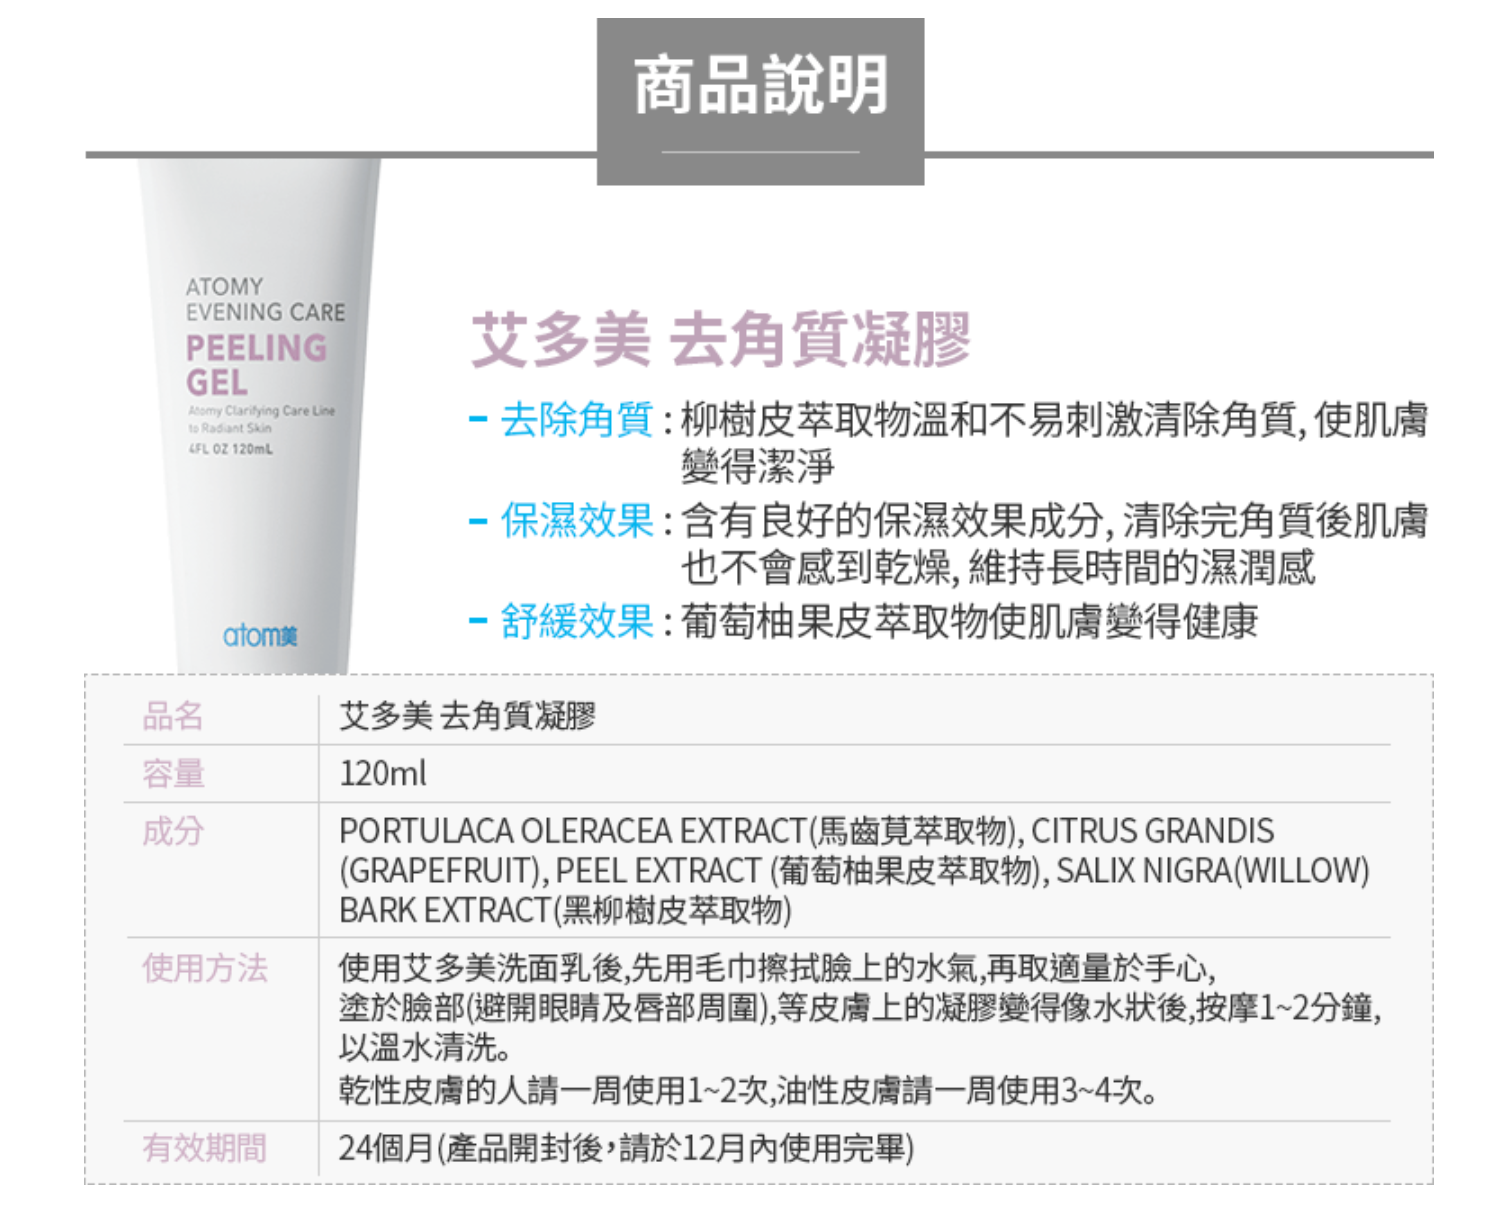 商品說明
ATOMY
EVENING CARE
PEELING
GEL
Atomy Clarifying Care Line
to Radiant Skin
4FL OZ 120mL
atom美
艾多美 去角質凝膠
- 去除角質 : 柳樹皮萃取物溫和不易刺激清除角質, 使肌膚
變得潔淨
- 保濕效果 : 含有良好的保濕效果成分, 清除完角質後肌膚
也不會感到乾燥, 維持長時間的濕潤感
- 舒緩效果 : 葡萄柚果皮萃取物使肌膚變得健康
品名 艾多美 去角質凝膠
容量 120ml
成分 PORTULACA OLERACEA EXTRACT(馬齒莧萃取物), CITRUS GRANDIS
(GRAPEFRUIT), PEEL EXTRACT (葡萄柚果皮萃取物), SALIX NIGRA(WILLOW)
BARK EXTRACT(黑柳樹皮萃取物)
使用方法 使用艾多美洗面乳後,先用毛巾擦拭臉上的水氣,再取適量於手心,
塗於臉部(避開眼睛及唇部周圍),等皮膚上的凝膠變得像水狀後,按摩1~2分鐘,
以溫水清洗。
乾性皮膚的人請一周使用1~2次,油性皮膚請一周使用3~4次。
有效期間 24個月(產品開封後，請於12月內使用完畢)